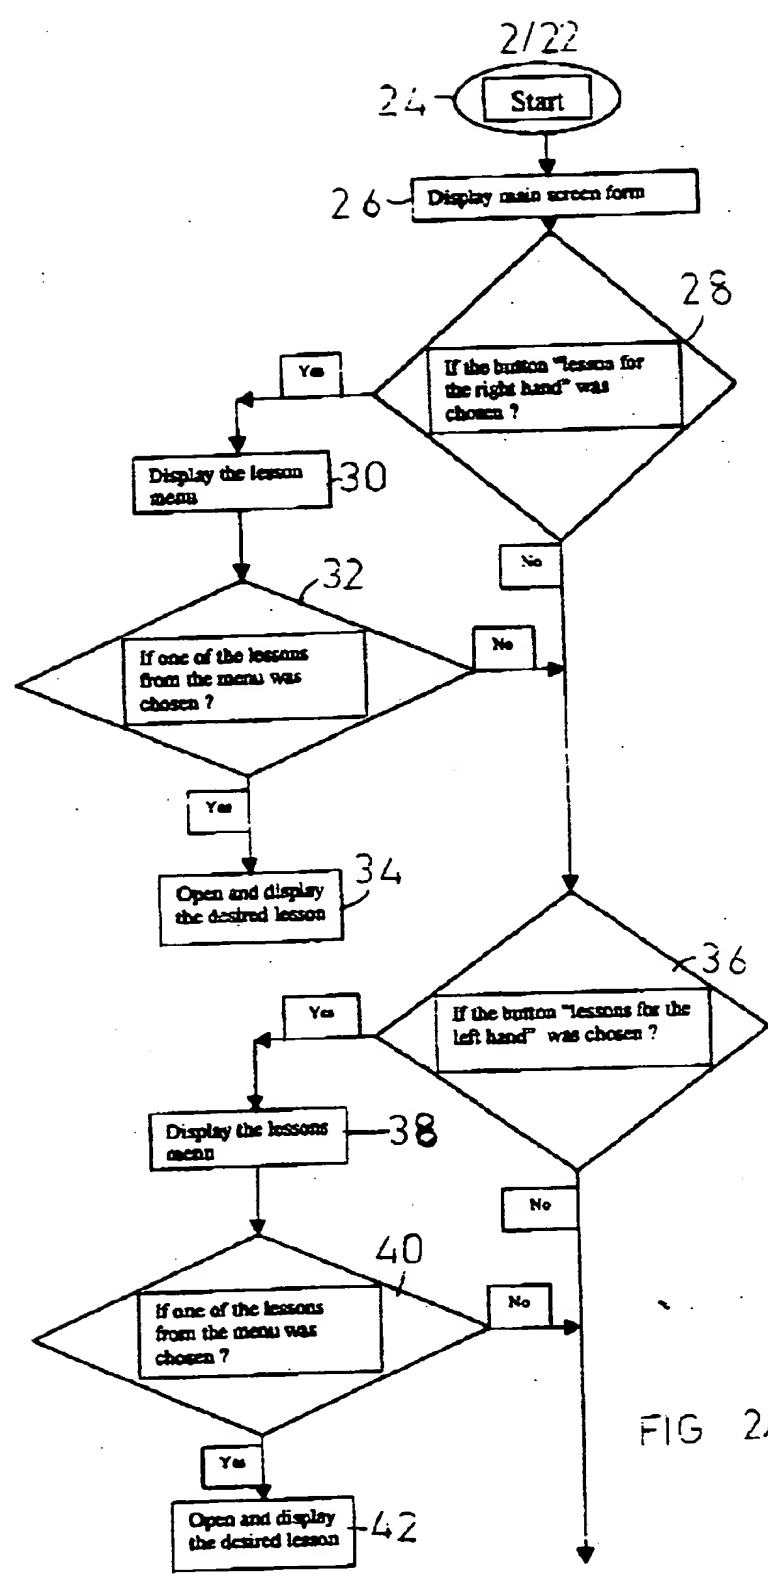 2/22
24
Start
26
Display main screen form
28
If the button "lesson for
the right hand" was
chosen ?
Yes
Display the lesson
menu
30
No
32
If one of the lessons
from the menu was
chosen ?
No
Yes
34
Open and display
the desired lesson
36
If the button "lessons for the
left hand" was chosen ?
Yes
Display the lessons
menu
38
No
40
If one of the lessons
from the menu was
chosen ?
No
FIG
Yes
Open and display
the desired lesson
42